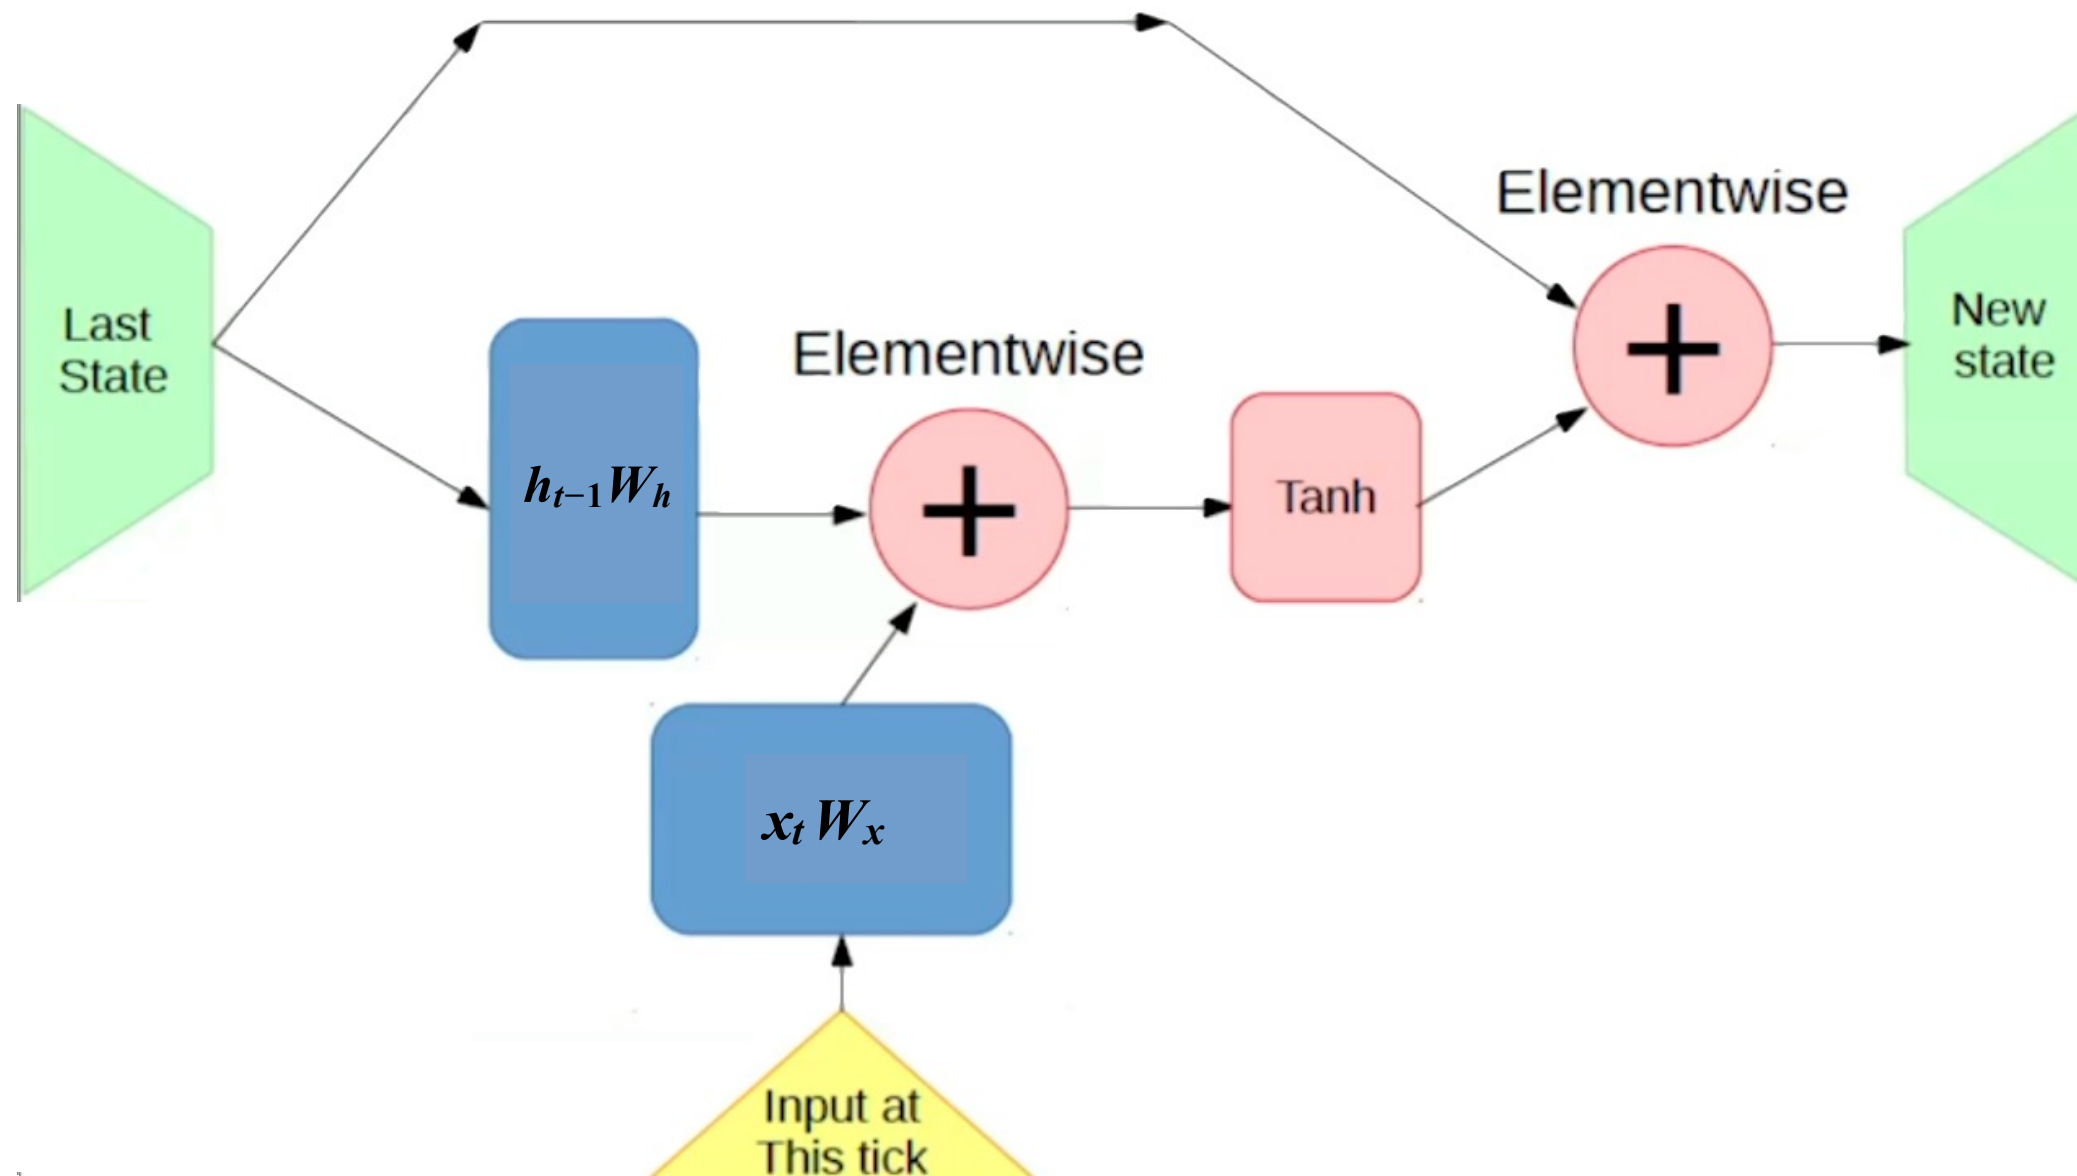 Elementwise
Last
State
New
state
Elementwise
+
+
h_{t−1}W_h
Tanh
x_t W_x
Input at
This tick